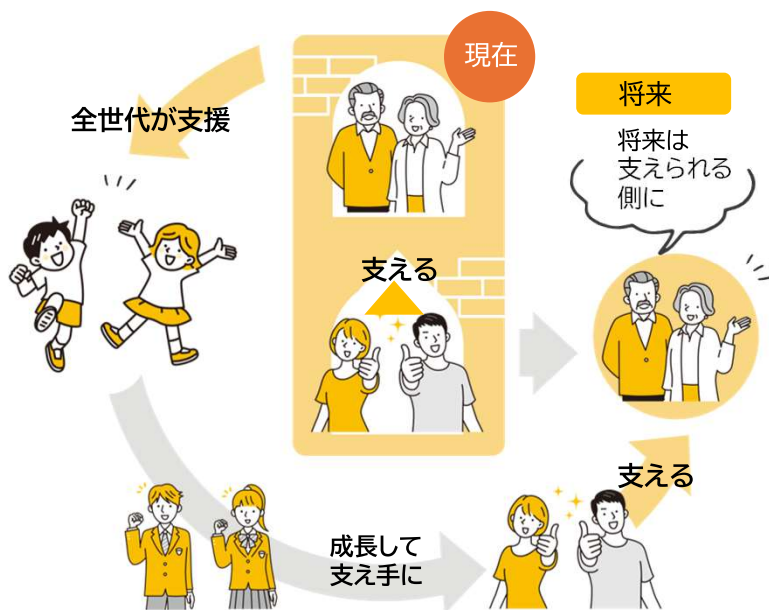 現在
全世代が支援
支える
将来
将来は
支えられる
側に
支える
成長して
支え手に